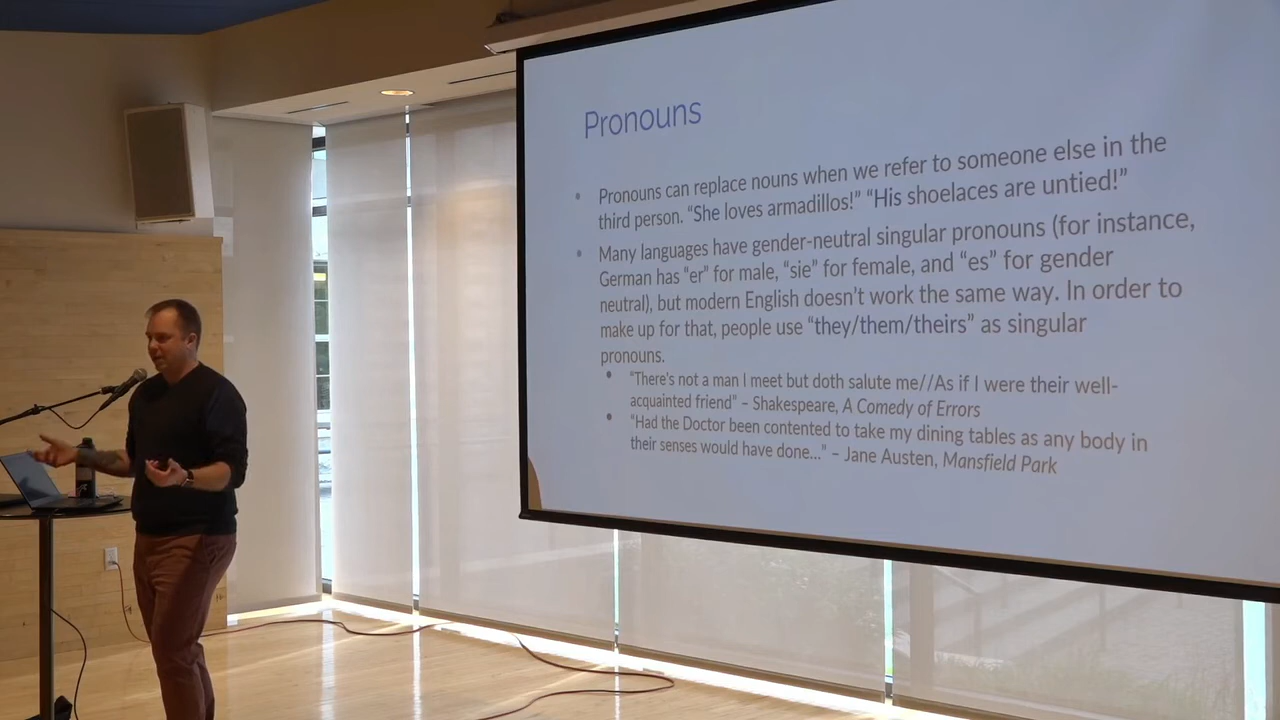 Pronouns
• Pronouns can replace nouns when we refer to someone else in the
third person. “She loves armadillos!” “His shoelaces are untied!”
• Many languages have gender-neutral singular pronouns (for instance,
German has “er” for male, “sie” for female, and “es” for gender
neutral), but modern English doesn’t work the same way. In order to
make up for that, people use “they/them/theirs” as singular
pronouns.
• “There’s not a man I meet but doth salute me//As if I were their well-
acquainted friend” – Shakespeare, A Comedy of Errors
• “Had the Doctor been contented to take my dining tables as any body in
their senses would have done...” – Jane Austen, Mansfield Park